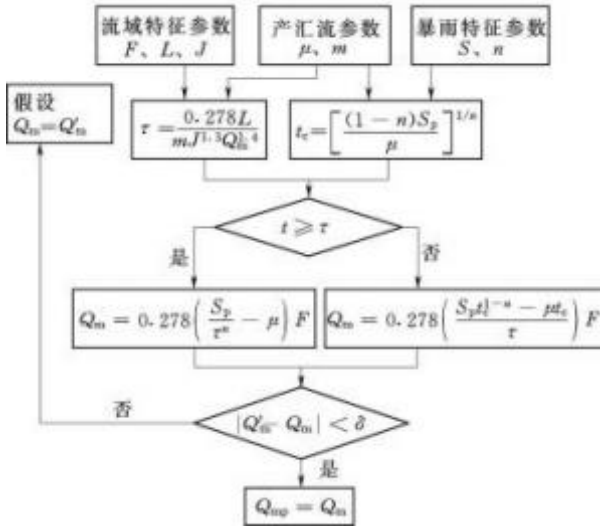 流域特征参数
F、L、J
产汇流参数
μ、m
暴雨特征参数
S、n
假设
Qm=Q′m
τ = 0.278L / (mJ^{1/3}Q_m^{1/4})
tc=[(1-n)Sp / μ]^{1/n}
t ≥ τ
是
否
Qm = 0.278(Sp/τ^n - μ)F
Qm = 0.278((Sp tc^{1-n} - μtc)/τ)F
否
|Q′m- Qm| < δ
是
Qmp = Qm